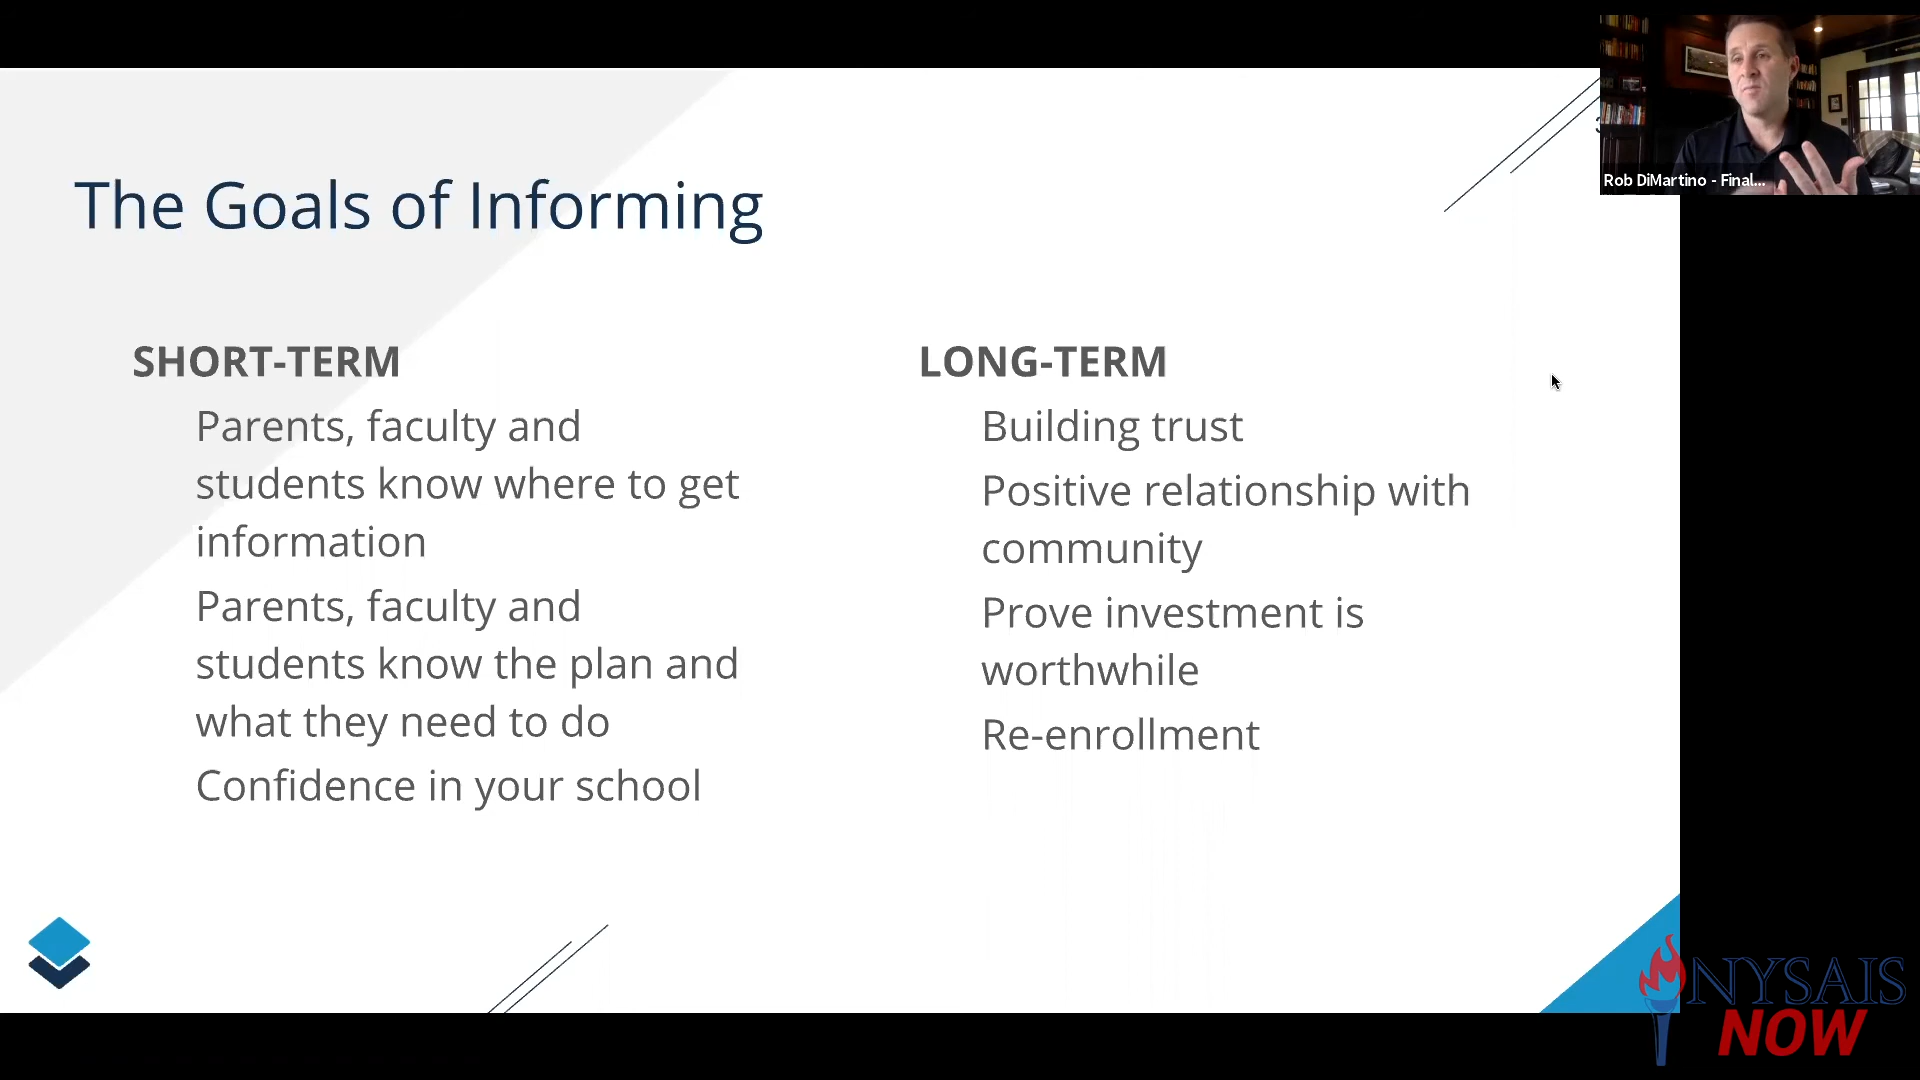 The Goals of Informing
SHORT-TERM
Parents, faculty and
students know where to get
information
Parents, faculty and
students know the plan and
what they need to do
Confidence in your school
LONG-TERM
Building trust
Positive relationship with
community
Prove investment is
worthwhile
Re-enrollment
Rob DiMartino - Final...
NYSAIS
NOW